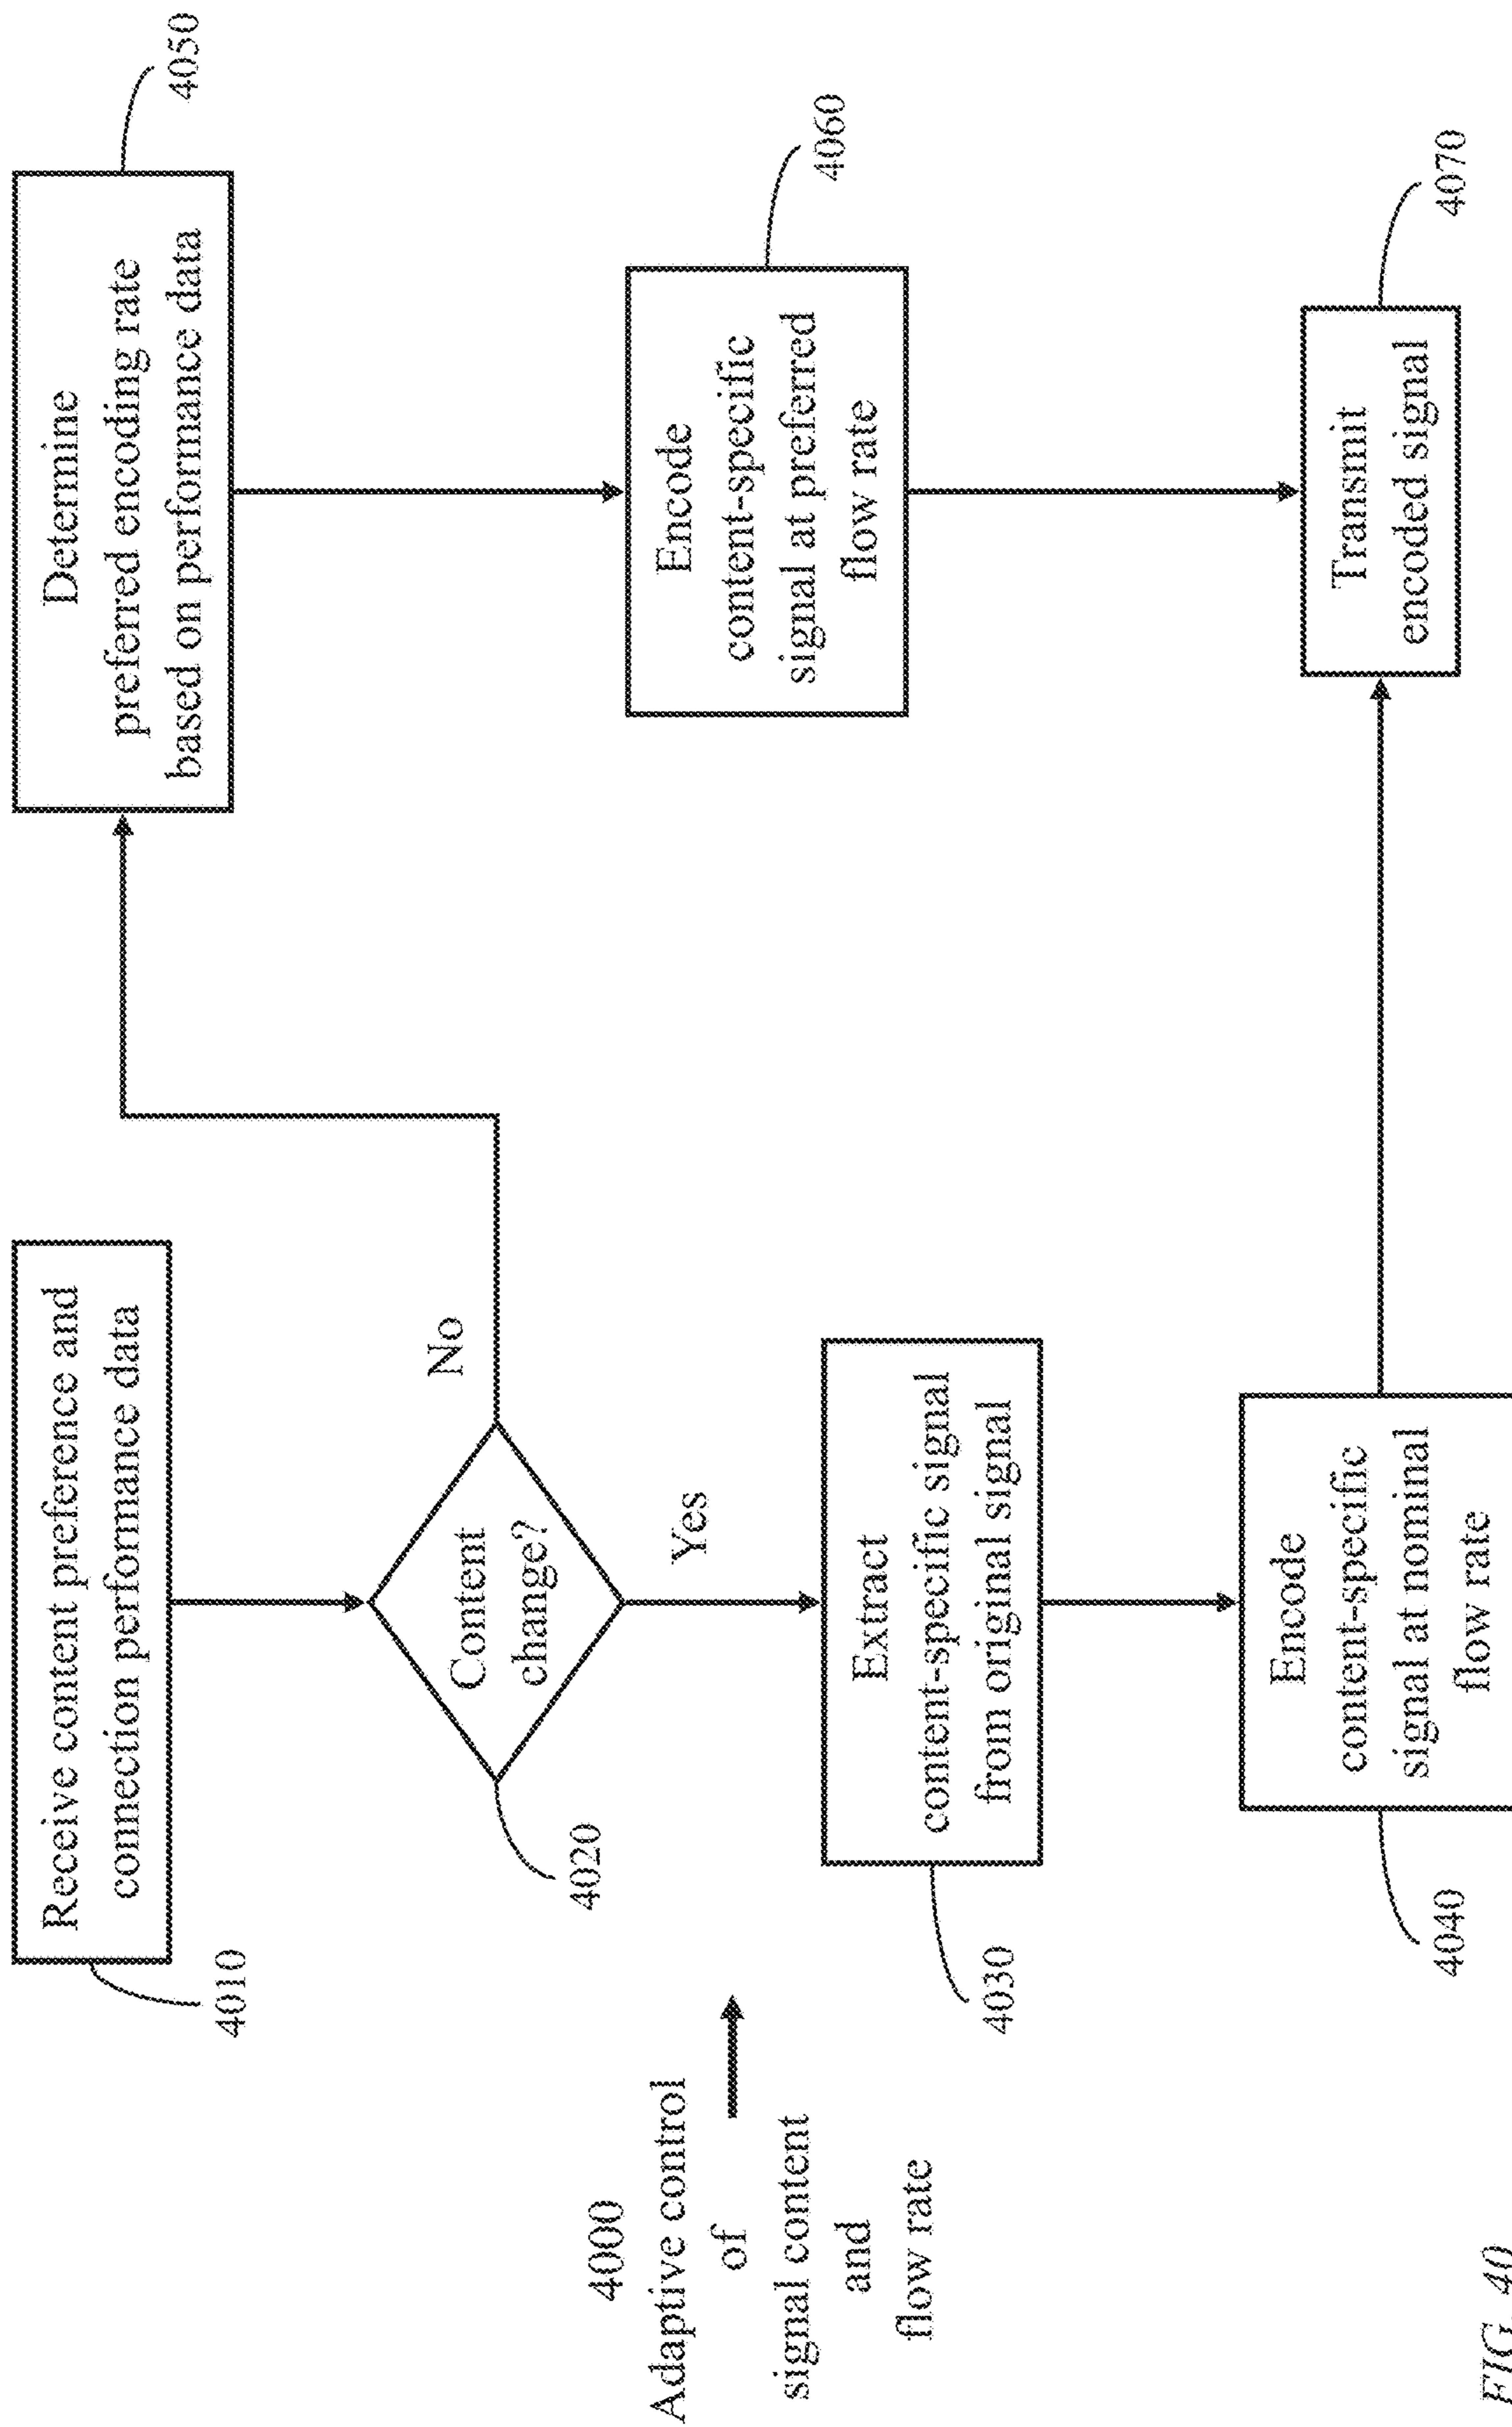 Receive content preference and
connection performance data
4010
Content
change?
No
Yes
4020
Extract
content-specific signal
from original signal
4030
Encode
content-specific
signal at nominal
flow rate
4040
Determine
preferred encoding rate
based on performance data
4050
Encode
content-specific
signal at preferred
flow rate
4060
Transmit
encoded signal
4070
4000
Adaptive control
of
signal content
and
flow rate
FIG. 40